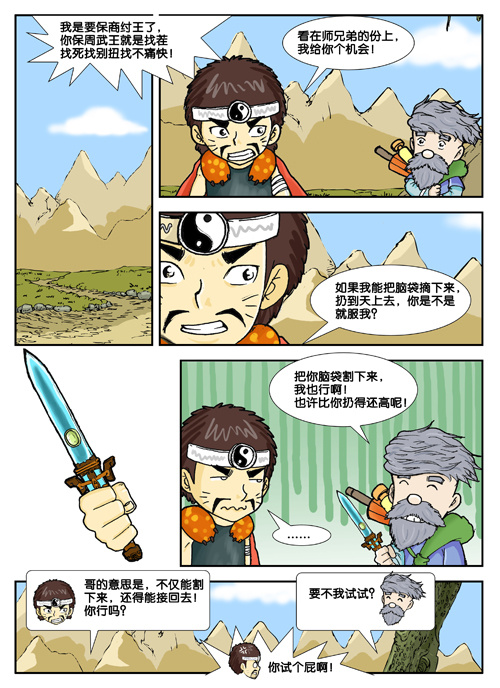 我是要保商纣王了，
你保周武王就是找茬
找死找别扭找不痛快！
看在师兄弟的份上，
我给你个机会！
如果我能把脑袋摘下来，
扔到天上去，你是不是
就服我？
把你脑袋割下来，
我也行啊！
也许比你扔得还高呢！
……
哥的意思是，不仅能割
下来，还得能接回去！
你行吗？
要不我试试？
你试个屁啊！